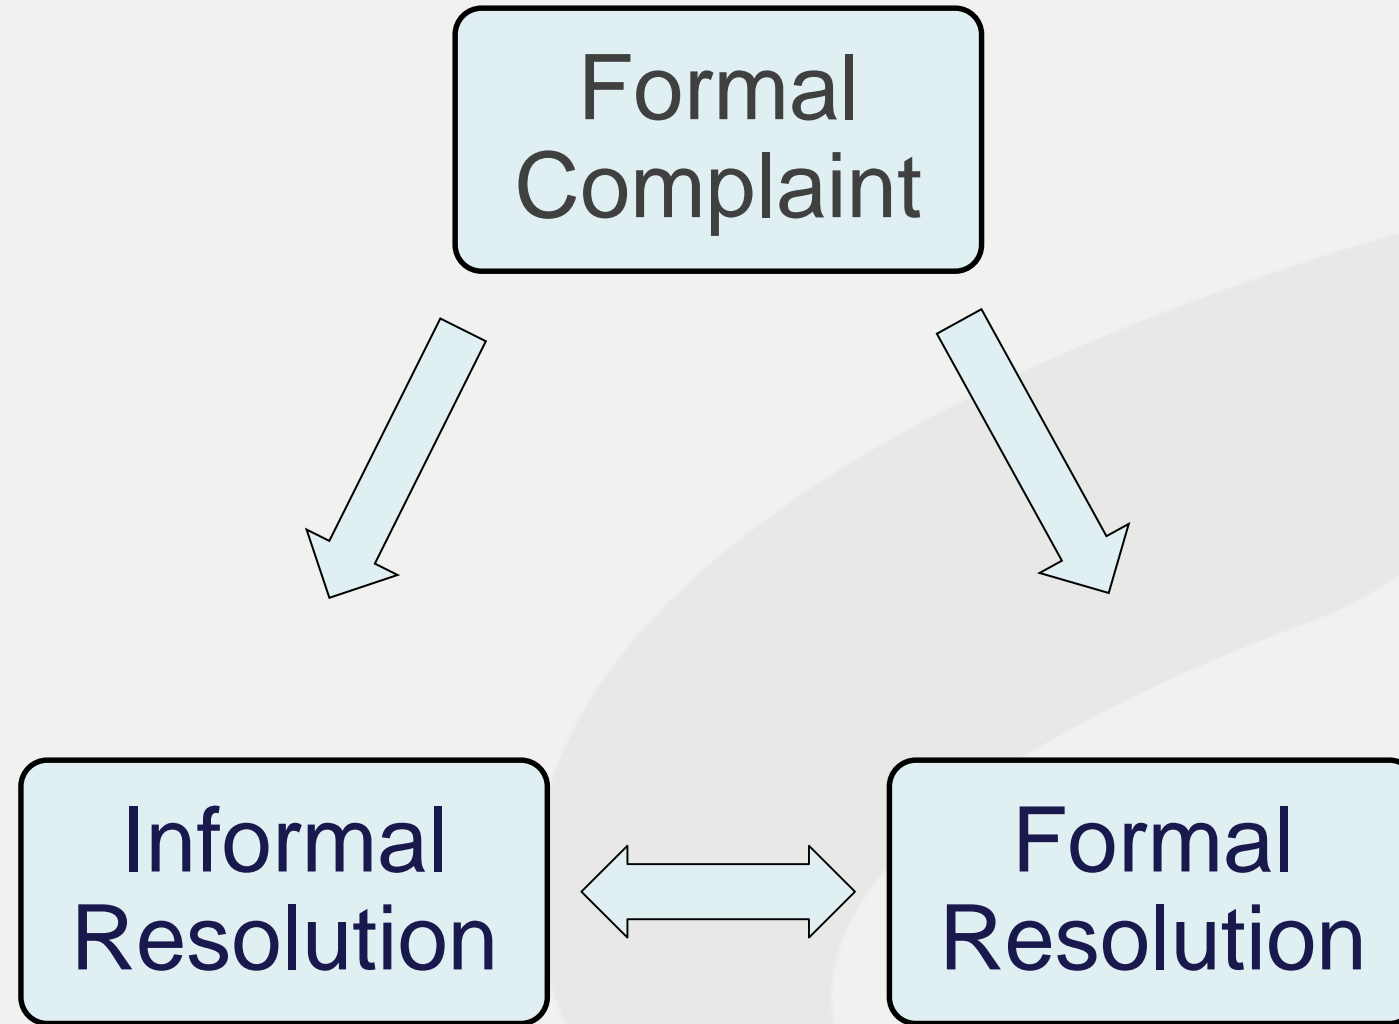 Formal
Complaint
Informal
Resolution
Formal
Resolution